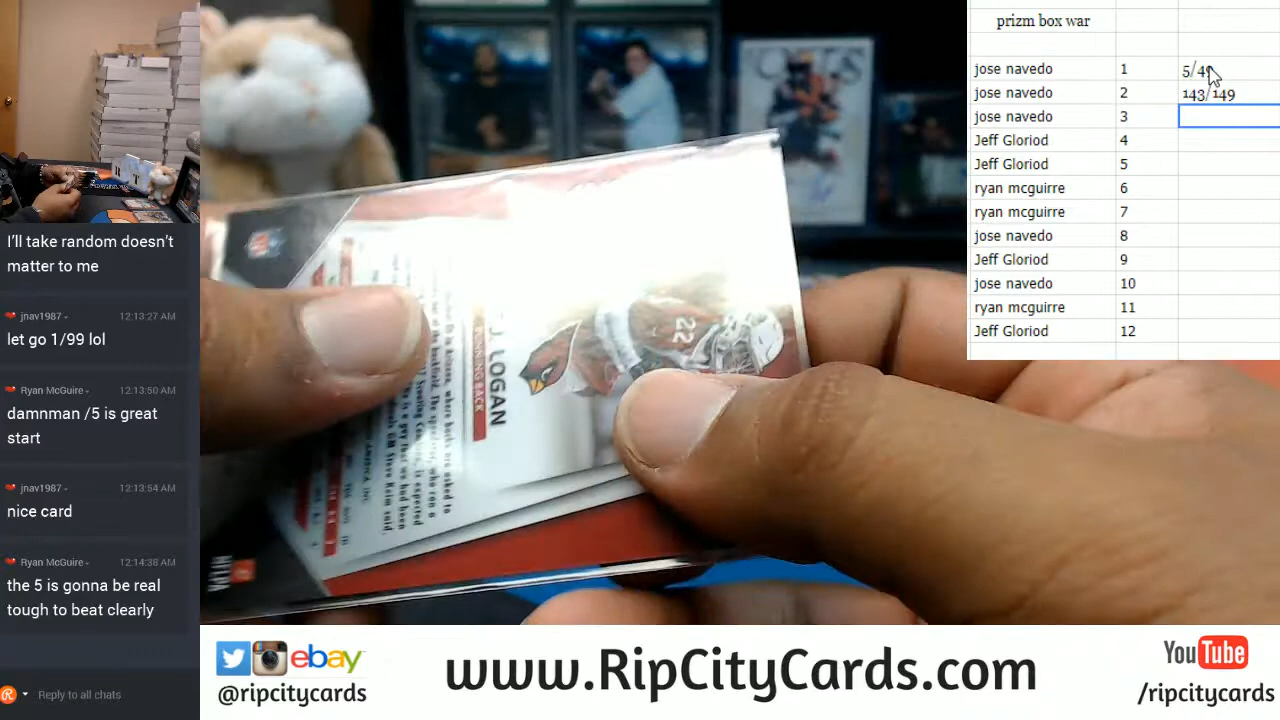 prizm box war
jose navedo 1 5/49
jose navedo 2 143/149
jose navedo 3
Jeff Gloriod 4
Jeff Gloriod 5
ryan mcguirre 6
ryan mcguirre 7
jose navedo 8
Jeff Gloriod 9
jose navedo 10
ryan mcguirre 11
Jeff Gloriod 12
I'll take random doesn't
matter to me
jnav1987 12:13:27 AM
let go 1/99 lol
Ryan McGuire 12:13:50 AM
damnman /5 is great
start
jnav1987 12:13:54 AM
nice card
Ryan McGuire 12:14:38 AM
the 5 is gonna be real
tough to beat clearly
Reply to all chats
J. LOGAN
RUNNING BACK
22
NFLPA
ebay
@ripcitycards
www.RipCityCards.com
YouTube
/ripcitycards